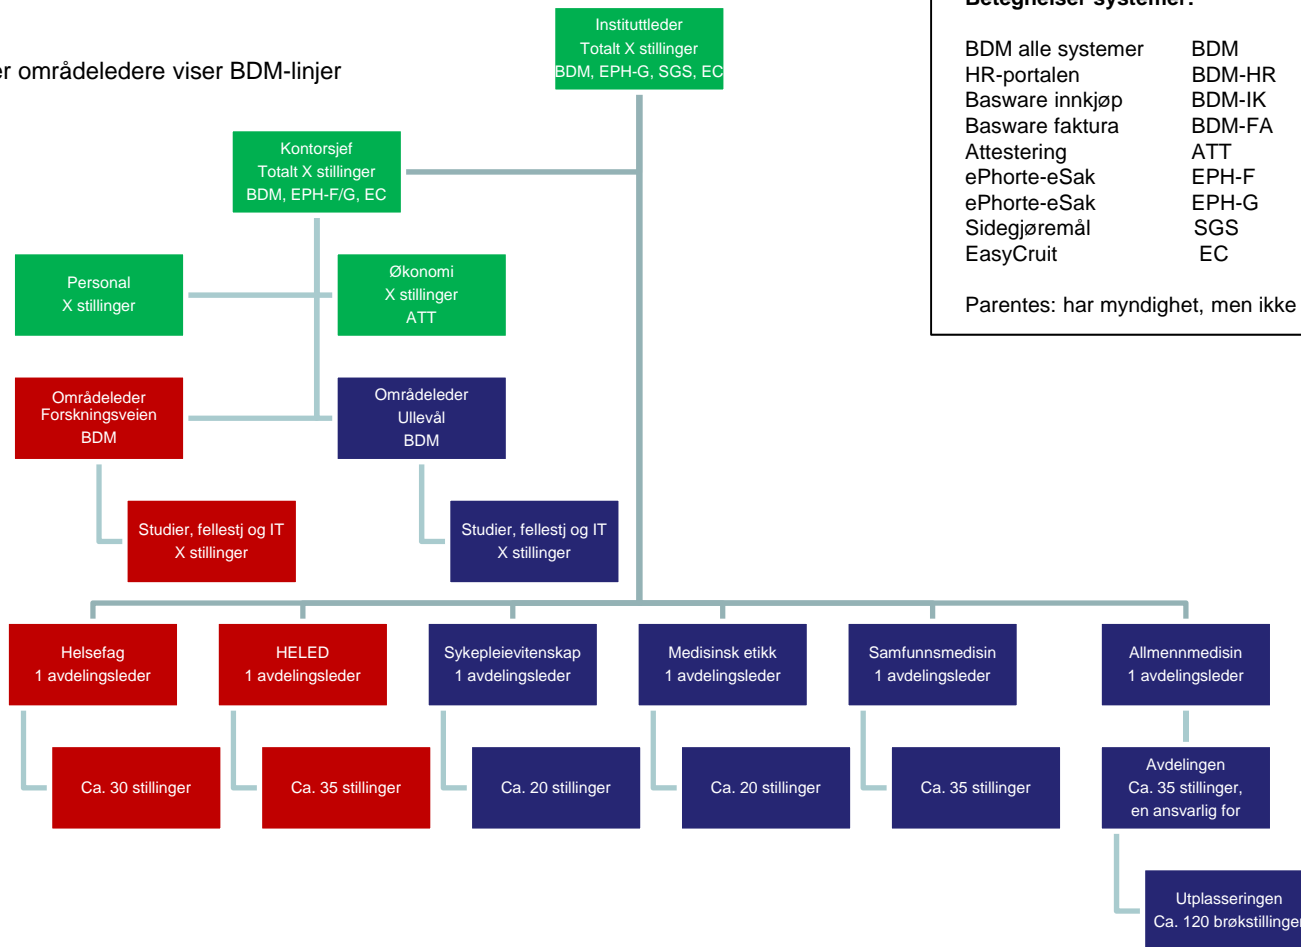 Betegnelser systemer:
Instituttleder
Totalt X stillinger
BDM, EPH-G, SGS, EC
områdeledere viser BDM-linjer
BDM alle systemer BDM
HR-portalen BDM-HR
Basware innkjøp BDM-IK
Basware faktura BDM-FA
Attestering ATT
ePhorte-eSak EPH-F
ePhorte-eSak EPH-G
Sidegjøremål SGS
EasyCruit EC
Parentes: har myndighet, men ikke
Kontorsjef
Totalt X stillinger
BDM, EPH-F/G, EC
Personal
X stillinger
Økonomi
X stillinger
ATT
Områdeleder
Forskningsveien
BDM
Områdeleder
Ullevål
BDM
Studier, fellestj og IT
X stillinger
Studier, fellestj og IT
X stillinger
Helsefag
1 avdelingsleder
HELED
1 avdelingsleder
Sykepleievitenskap
1 avdelingsleder
Medisinsk etikk
1 avdelingsleder
Samfunnsmedisin
1 avdelingsleder
Allmennmedisin
1 avdelingsleder
Ca. 30 stillinger
Ca. 35 stillinger
Ca. 20 stillinger
Ca. 20 stillinger
Ca. 35 stillinger
Avdelingen
Ca. 35 stillinger,
en ansvarlig for
Utplasseringen
Ca. 120 brøkstillinger